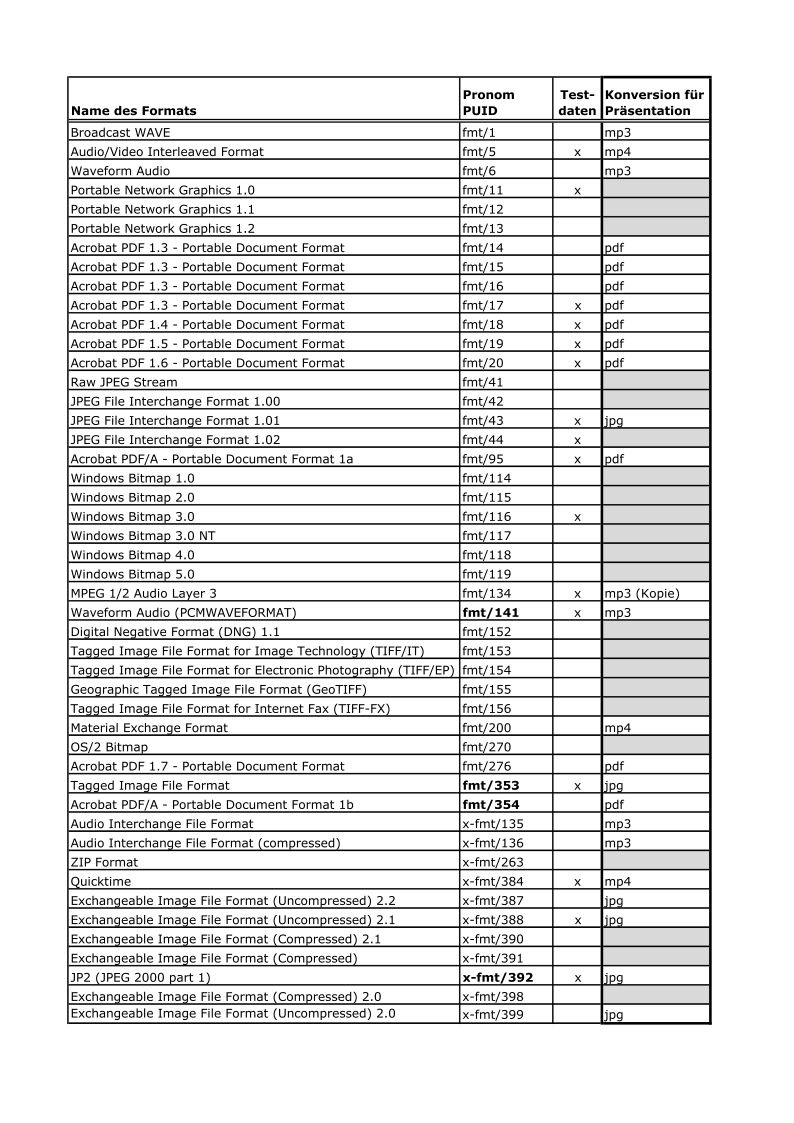 Name des Formats Pronom PUID Test-daten Konversion für Präsentation
Broadcast WAVE fmt/1 mp3
Audio/Video Interleaved Format fmt/5 x mp4
Waveform Audio fmt/6 mp3
Portable Network Graphics 1.0 fmt/11 x
Portable Network Graphics 1.1 fmt/12
Portable Network Graphics 1.2 fmt/13
Acrobat PDF 1.3 - Portable Document Format fmt/14 pdf
Acrobat PDF 1.3 - Portable Document Format fmt/15 pdf
Acrobat PDF 1.3 - Portable Document Format fmt/16 pdf
Acrobat PDF 1.3 - Portable Document Format fmt/17 x pdf
Acrobat PDF 1.4 - Portable Document Format fmt/18 x pdf
Acrobat PDF 1.5 - Portable Document Format fmt/19 x pdf
Acrobat PDF 1.6 - Portable Document Format fmt/20 x pdf
Raw JPEG Stream fmt/41
JPEG File Interchange Format 1.00 fmt/42
JPEG File Interchange Format 1.01 fmt/43 x jpg
JPEG File Interchange Format 1.02 fmt/44 x
Acrobat PDF/A - Portable Document Format 1a fmt/95 x pdf
Windows Bitmap 1.0 fmt/114
Windows Bitmap 2.0 fmt/115
Windows Bitmap 3.0 fmt/116 x
Windows Bitmap 3.0 NT fmt/117
Windows Bitmap 4.0 fmt/118
Windows Bitmap 5.0 fmt/119
MPEG 1/2 Audio Layer 3 fmt/134 x mp3 (Kopie)
Waveform Audio (PCMWAVEFORMAT) fmt/141 x mp3
Digital Negative Format (DNG) 1.1 fmt/152
Tagged Image File Format for Image Technology (TIFF/IT) fmt/153
Tagged Image File Format for Electronic Photography (TIFF/EP) fmt/154
Geographic Tagged Image File Format (GeoTIFF) fmt/155
Tagged Image File Format for Internet Fax (TIFF-FX) fmt/156
Material Exchange Format fmt/200 mp4
OS/2 Bitmap fmt/270
Acrobat PDF 1.7 - Portable Document Format fmt/276 pdf
Tagged Image File Format fmt/353 x jpg
Acrobat PDF/A - Portable Document Format 1b fmt/354 pdf
Audio Interchange File Format x-fmt/135 mp3
Audio Interchange File Format (compressed) x-fmt/136 mp3
ZIP Format x-fmt/263
Quicktime x-fmt/384 x mp4
Exchangeable Image File Format (Uncompressed) 2.2 x-fmt/387 jpg
Exchangeable Image File Format (Uncompressed) 2.1 x-fmt/388 x jpg
Exchangeable Image File Format (Compressed) 2.1 x-fmt/390
Exchangeable Image File Format (Compressed) x-fmt/391
JP2 (JPEG 2000 part 1) x-fmt/392 x jpg
Exchangeable Image File Format (Compressed) 2.0 x-fmt/398
Exchangeable Image File Format (Uncompressed) 2.0 x-fmt/399 jpg